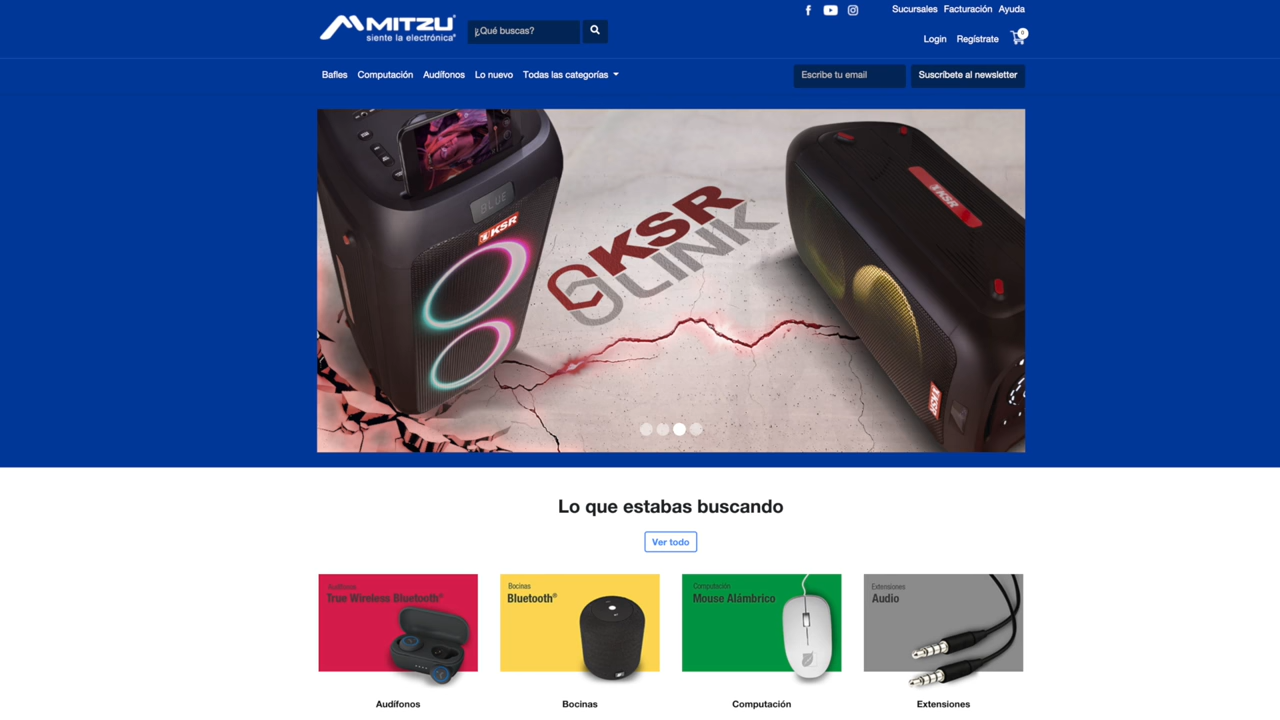 Sucursales Facturación Ayuda
MITZU®
siente la electrónica®
¿Qué buscas?
Login Regístrate 0
Bafles Computación Audífonos Lo nuevo Todas las categorías
Escribe tu email
Suscríbete al newsletter
BLUE
KSR
KSR
KSR
LINK
KSR
Lo que estabas buscando
Ver todo
Audífonos
True Wireless Bluetooth®
Bocinas
Bluetooth®
Computación
Mouse Alámbrico
Extensiones
Audio
Audífonos
Bocinas
Computación
Extensiones